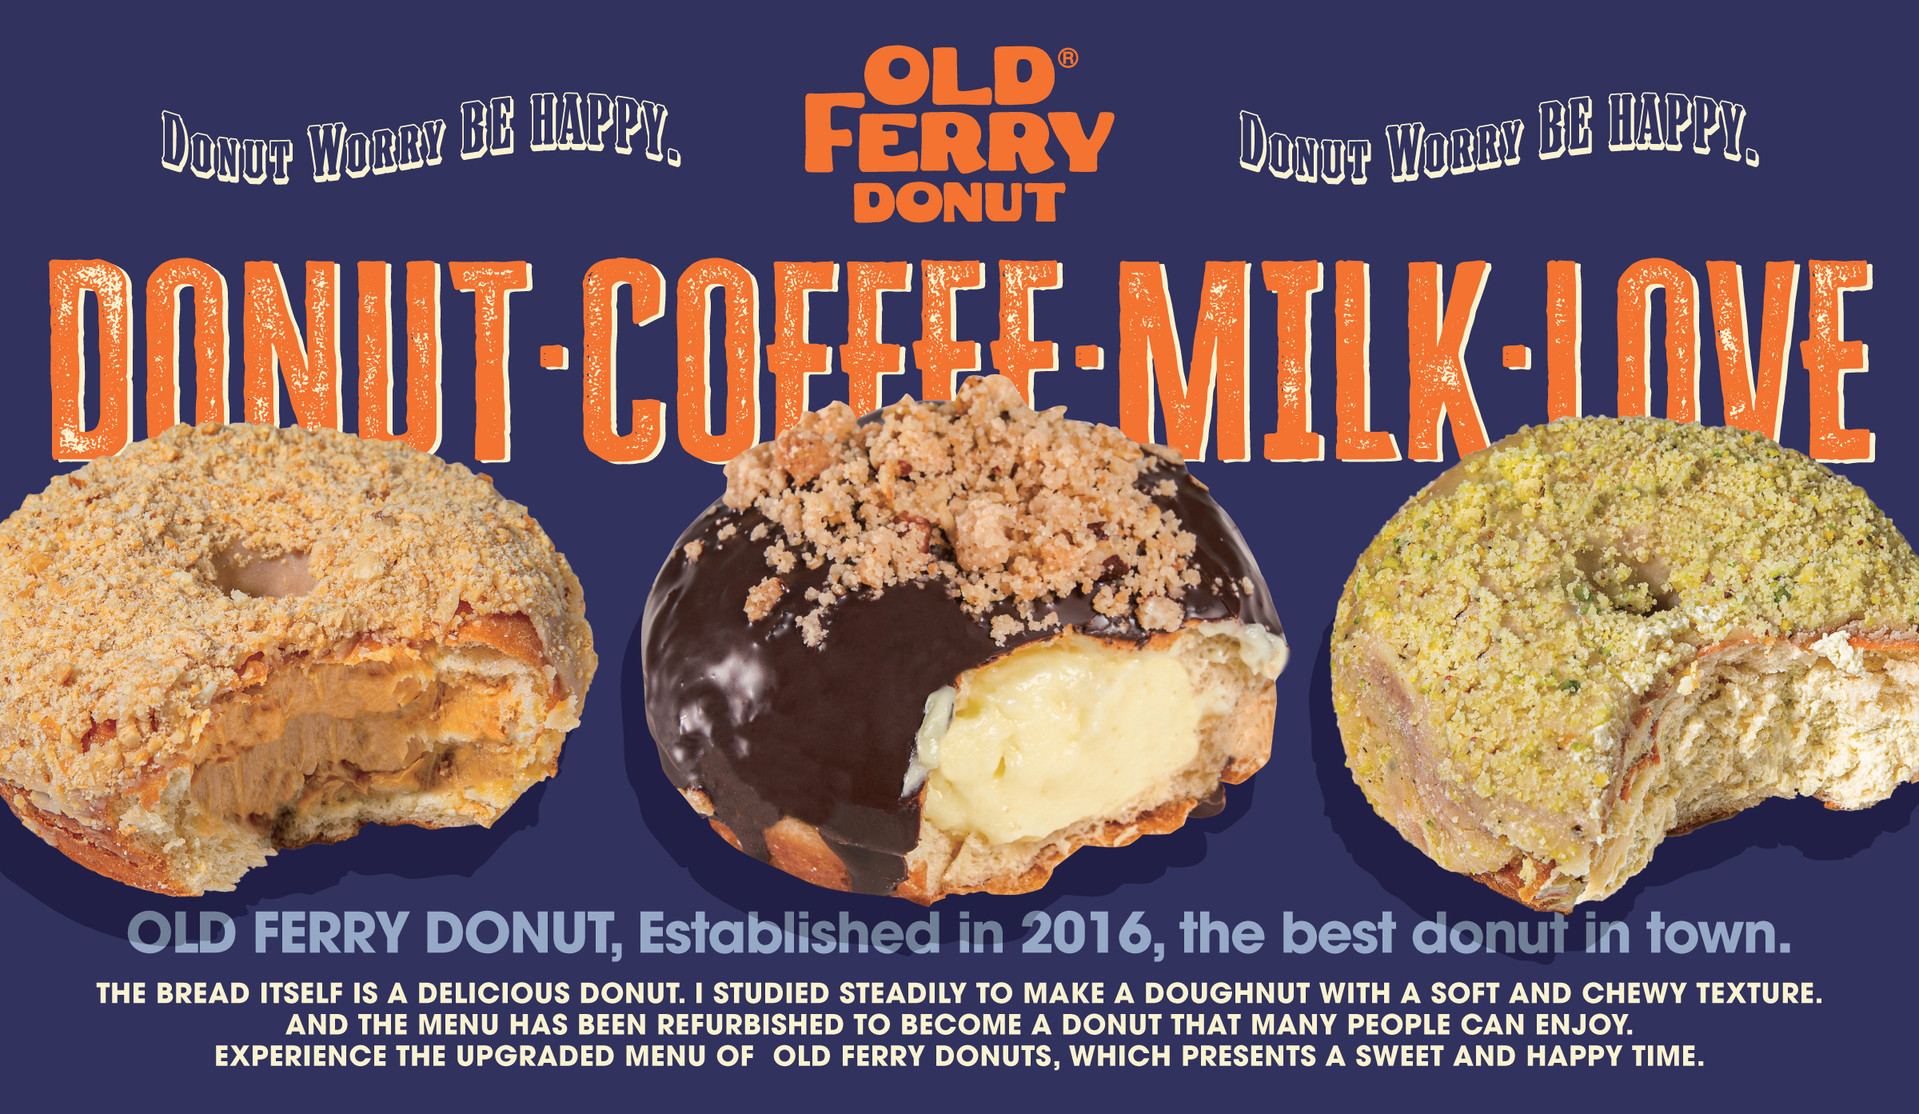 OLD®
FERRY
DONUT
DONUT WORRY BE HAPPY.
DONUT WORRY BE HAPPY.
DONUT·COFFEE·MILK·LOVE
OLD FERRY DONUT, Established in 2016, the best donut in town.
THE BREAD ITSELF IS A DELICIOUS DONUT. I STUDIED STEADILY TO MAKE A DOUGHNUT WITH A SOFT AND CHEWY TEXTURE.
AND THE MENU HAS BEEN REFURBISHED TO BECOME A DONUT THAT MANY PEOPLE CAN ENJOY.
EXPERIENCE THE UPGRADED MENU OF OLD FERRY DONUTS, WHICH PRESENTS A SWEET AND HAPPY TIME.